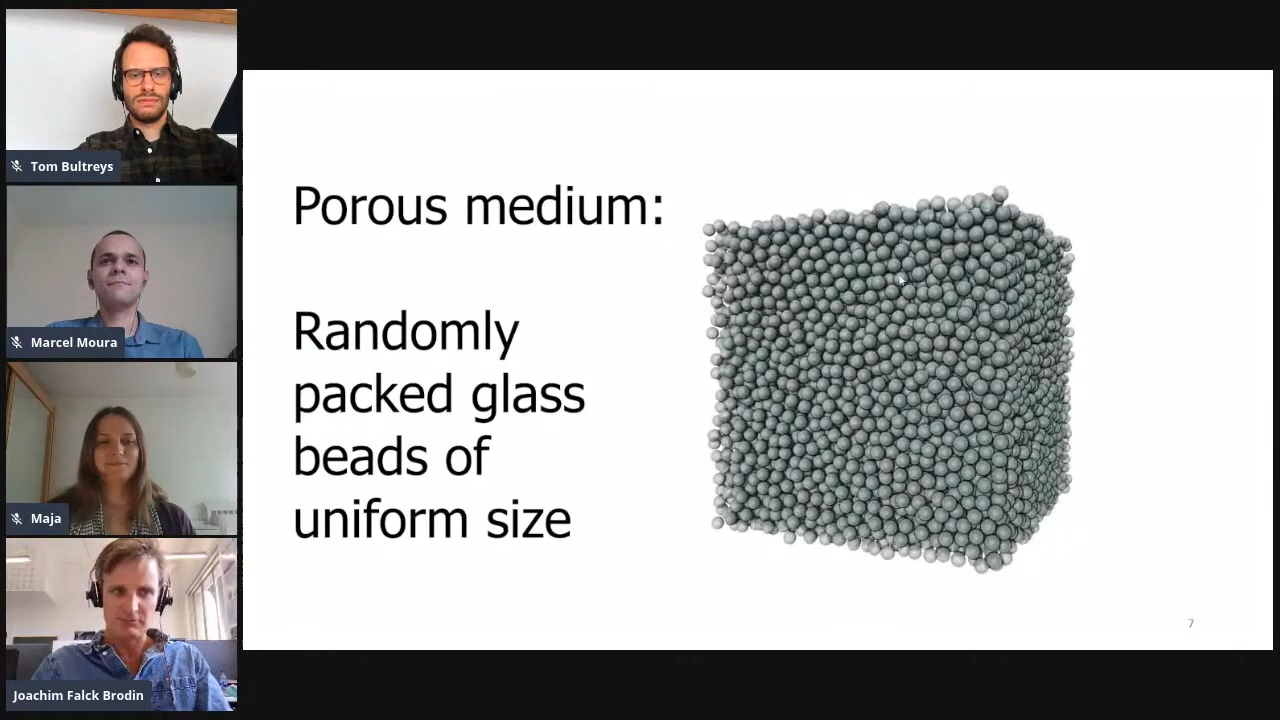 Tom Bultreys
Marcel Moura
Maja
Joachim Falck Brodin
Porous medium:
Randomly
packed glass
beads of
uniform size
7